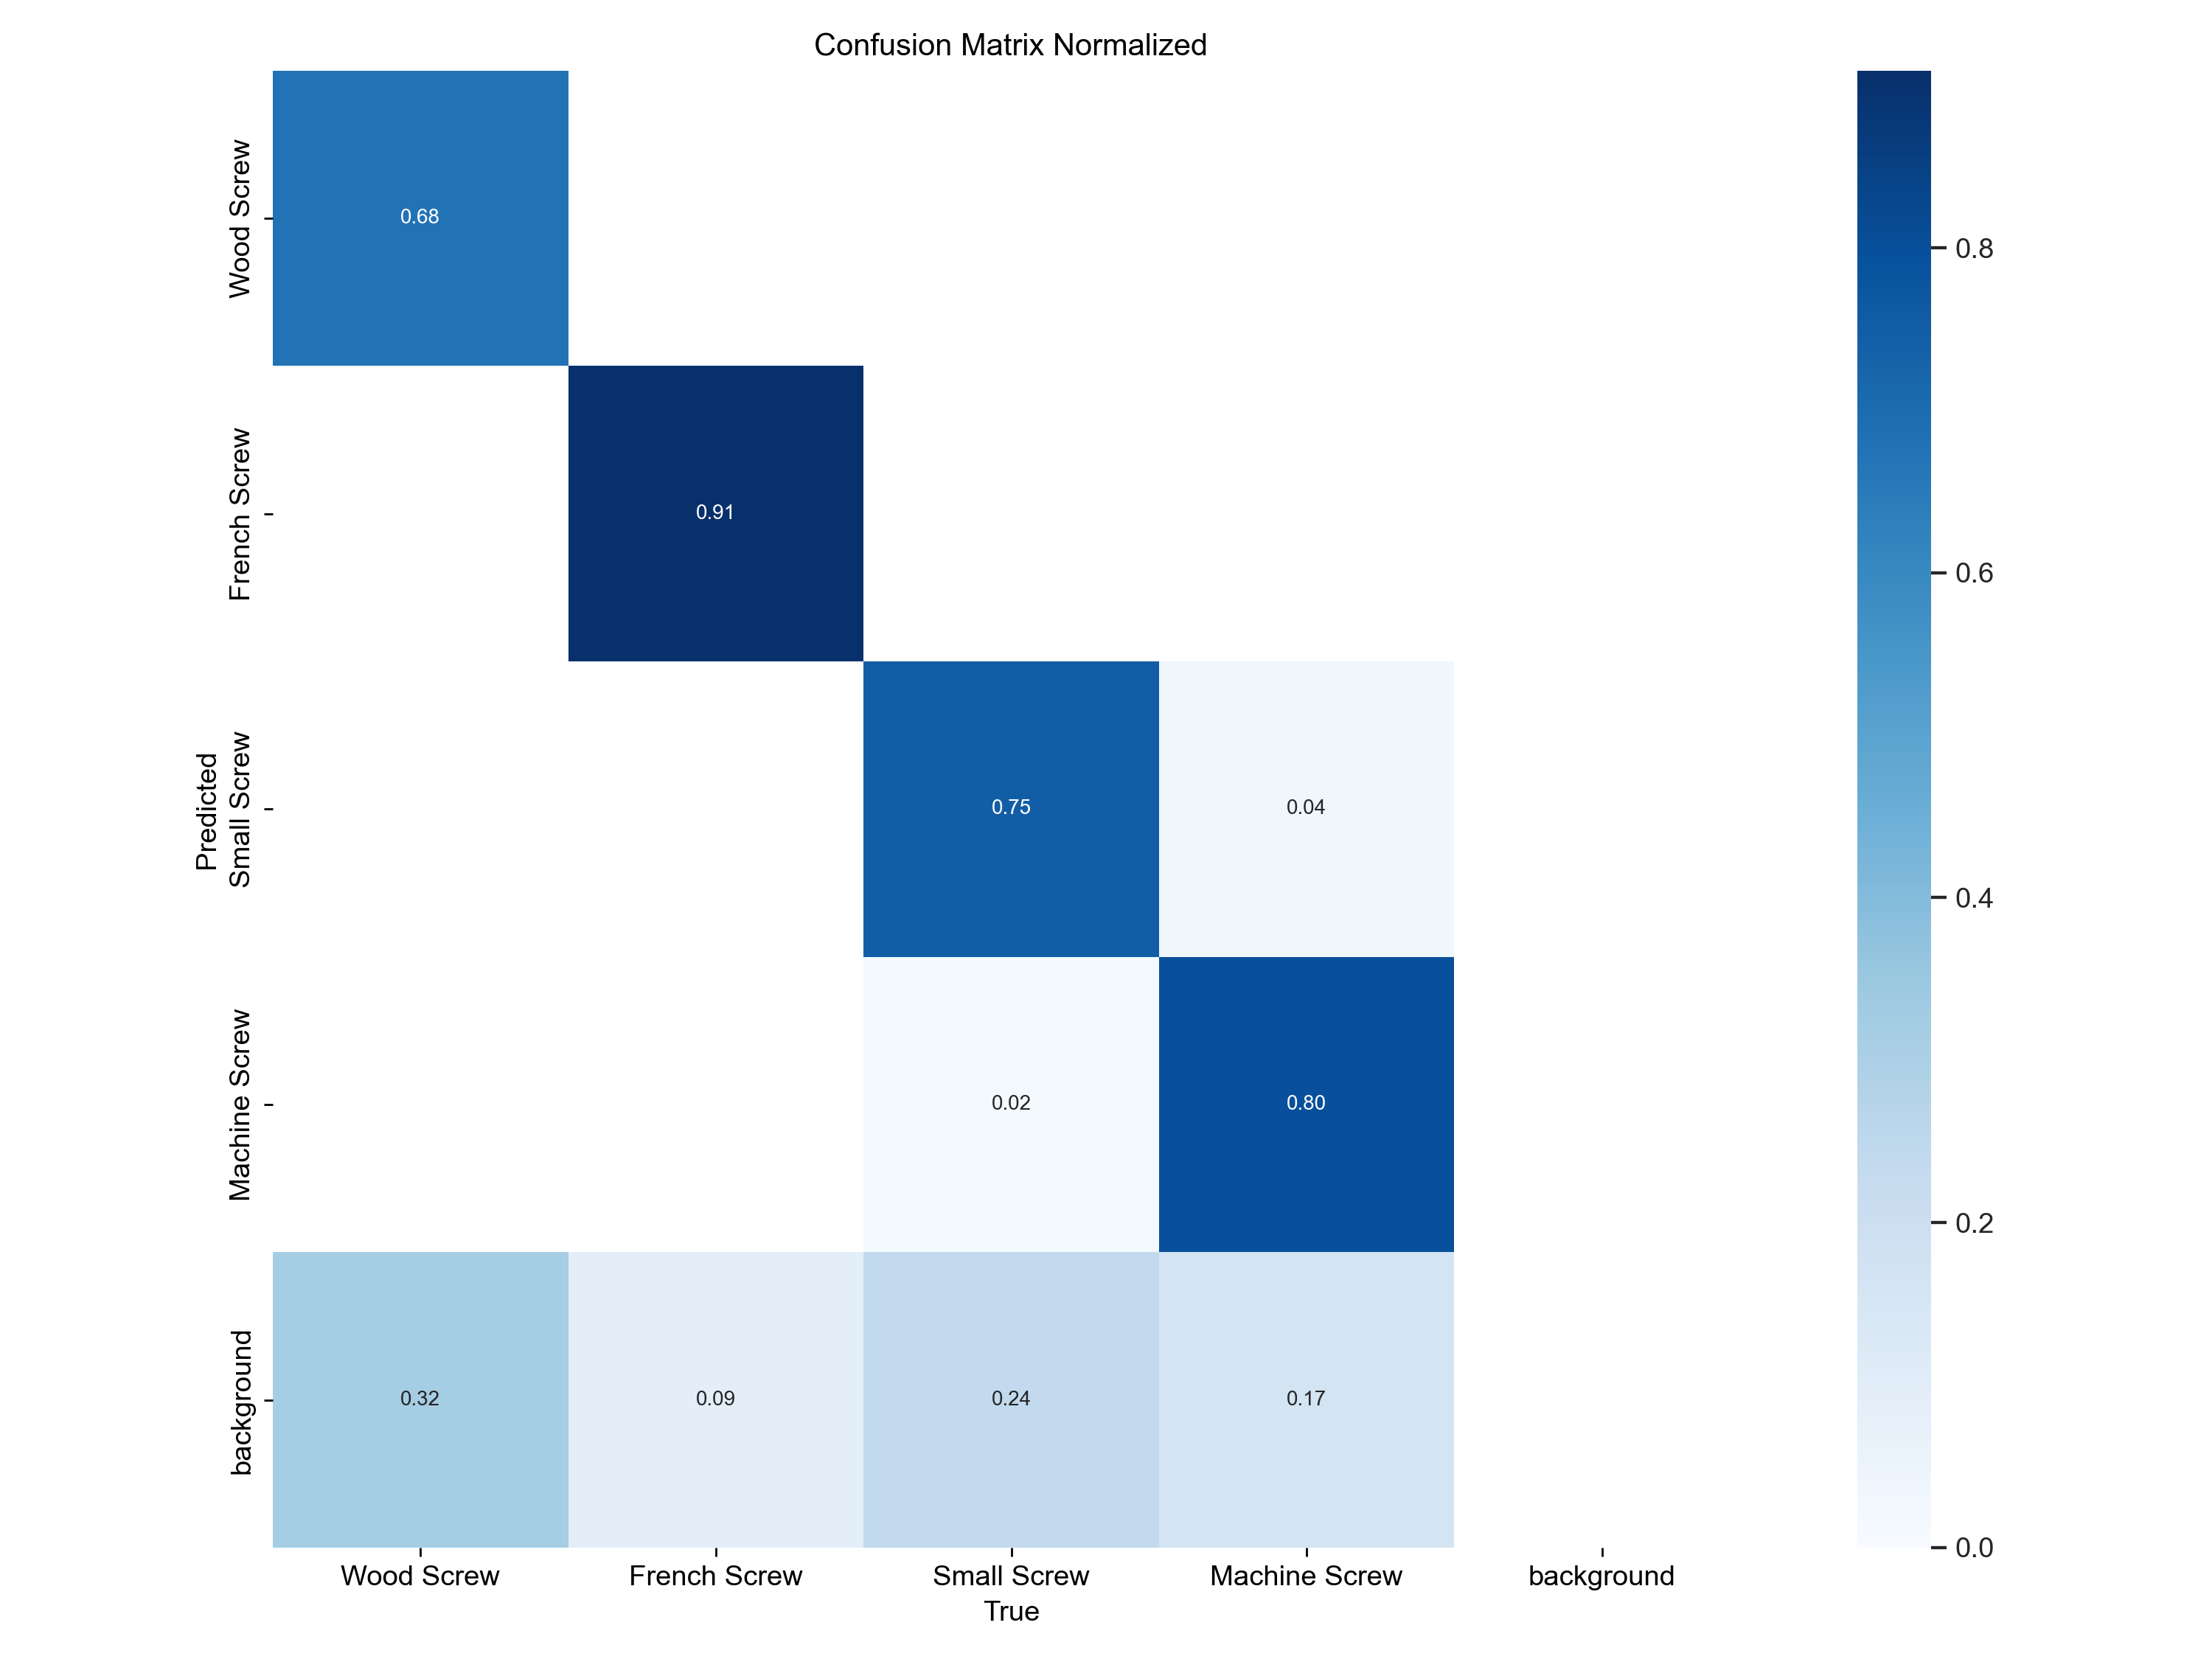 Confusion Matrix Normalized
Predicted
Wood Screw
French Screw
Small Screw
Machine Screw
background
0.68
0.91
0.75
0.04
0.02
0.80
0.32
0.09
0.24
0.17
Wood Screw
French Screw
Small Screw
Machine Screw
background
True
0.8
0.6
0.4
0.2
0.0